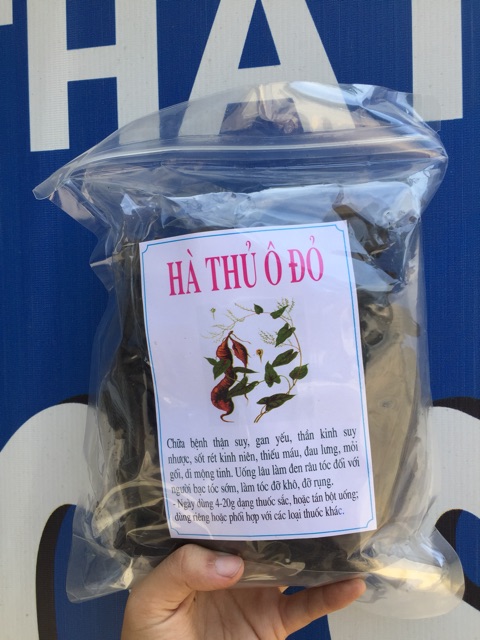 THAT
HÀ THỦ Ô ĐỎ
Chữa bệnh thận suy, gan yếu, thần kinh suy
nhược, sốt rét kinh niên, thiếu máu, đau lưng, mỏi
gối, di mộng tinh. Uống lâu làm đen râu tóc đối với
người bạc tóc sớm, làm tóc đỡ khô, đỡ rụng.
- Ngày dùng 4-20g dạng thuốc sắc, hoặc tán bột uống;
dùng riêng hoặc phối hợp với các loại thuốc khác.